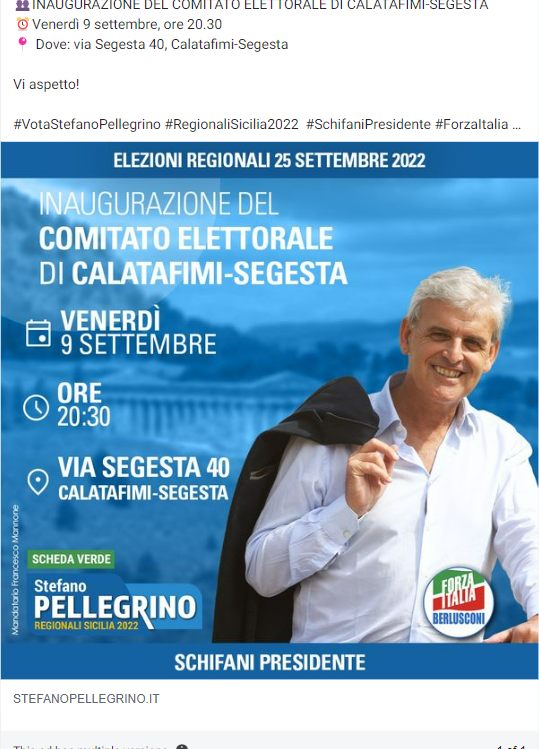 INAUGURAZIONE DEL COMITATO ELETTORALE DI CALATAFIMI-SEGESTA
Venerdì 9 settembre, ore 20.30
Dove: via Segesta 40, Calatafimi-Segesta
Vi aspetto!
#VotaStefanoPellegrino #RegionaliSicilia2022 #SchifaniPresidente #ForzaItalia ...
ELEZIONI REGIONALI 25 SETTEMBRE 2022
INAUGURAZIONE DEL
COMITATO ELETTORALE
DI CALATAFIMI-SEGESTA
VENERDÌ
9 SETTEMBRE
ORE
20:30
VIA SEGESTA 40
CALATAFIMI-SEGESTA
Mandatario Francesco Mannone
SCHEDA VERDE
Stefano
PELLEGRINO
REGIONALI SICILIA 2022
FORZA
ITALIA
BERLUSCONI
SCHIFANI PRESIDENTE
STEFANOPELLEGRINO.IT
This ad has multiple versions
1 of 1